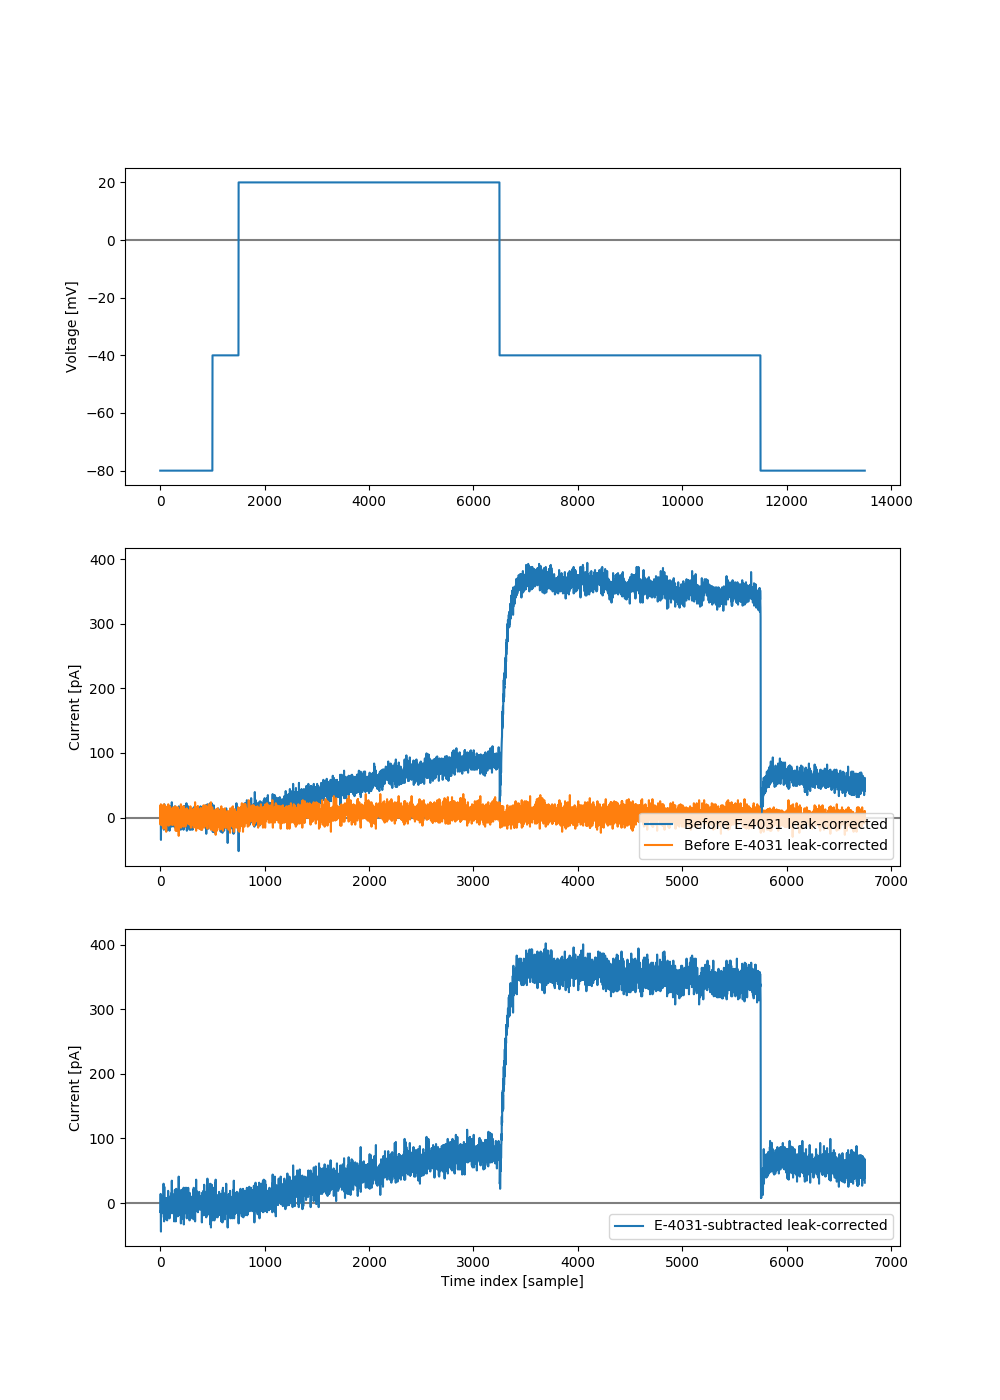 20
0
−20
−40
−60
−80
Voltage [mV]
0 2000 4000 6000 8000 10000 12000 14000
400
300
200
100
0
Current [pA]
Before E-4031 leak-corrected
Before E-4031 leak-corrected
0 1000 2000 3000 4000 5000 6000 7000
400
300
200
100
0
Current [pA]
E-4031-subtracted leak-corrected
0 1000 2000 3000 4000 5000 6000 7000
Time index [sample]